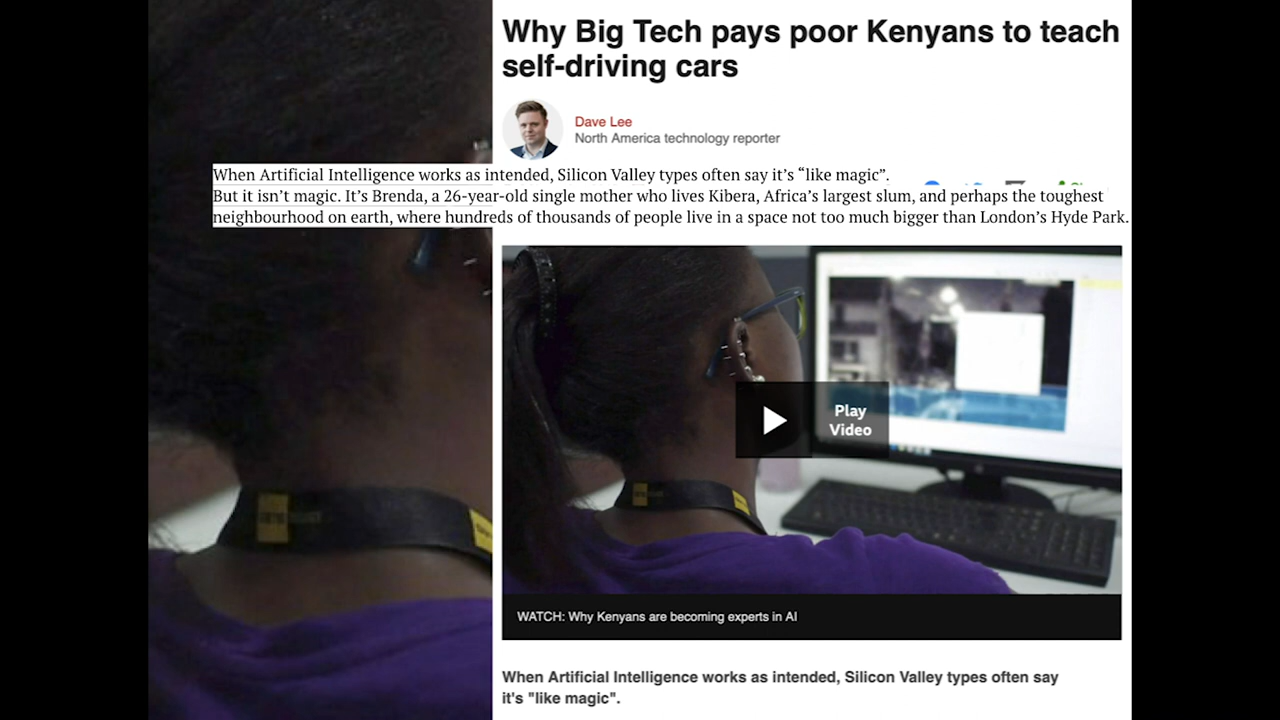 Why Big Tech pays poor Kenyans to teach
self-driving cars
Dave Lee
North America technology reporter
When Artificial Intelligence works as intended, Silicon Valley types often say it’s “like magic”.
But it isn’t magic. It’s Brenda, a 26-year-old single mother who lives Kibera, Africa’s largest slum, and perhaps the toughest
neighbourhood on earth, where hundreds of thousands of people live in a space not too much bigger than London’s Hyde Park.
Play
Video
WATCH: Why Kenyans are becoming experts in AI
When Artificial Intelligence works as intended, Silicon Valley types often say
it's "like magic".